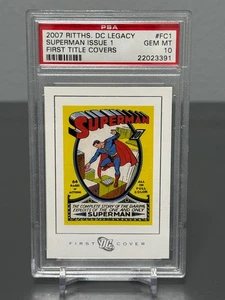 PSA
2007 RITTHS. DC LEGACY #FC1
SUPERMAN ISSUE 1 GEM MT
FIRST TITLE COVERS 10
22023391
SUPERMAN
64
PAGES OF
ACTION
ALL IN
FULL
COLOR
THE COMPLETE STORY OF THE DARING
EXPLOITS OF THE ONE AND ONLY
SUPERMAN
FIRST DC COVER